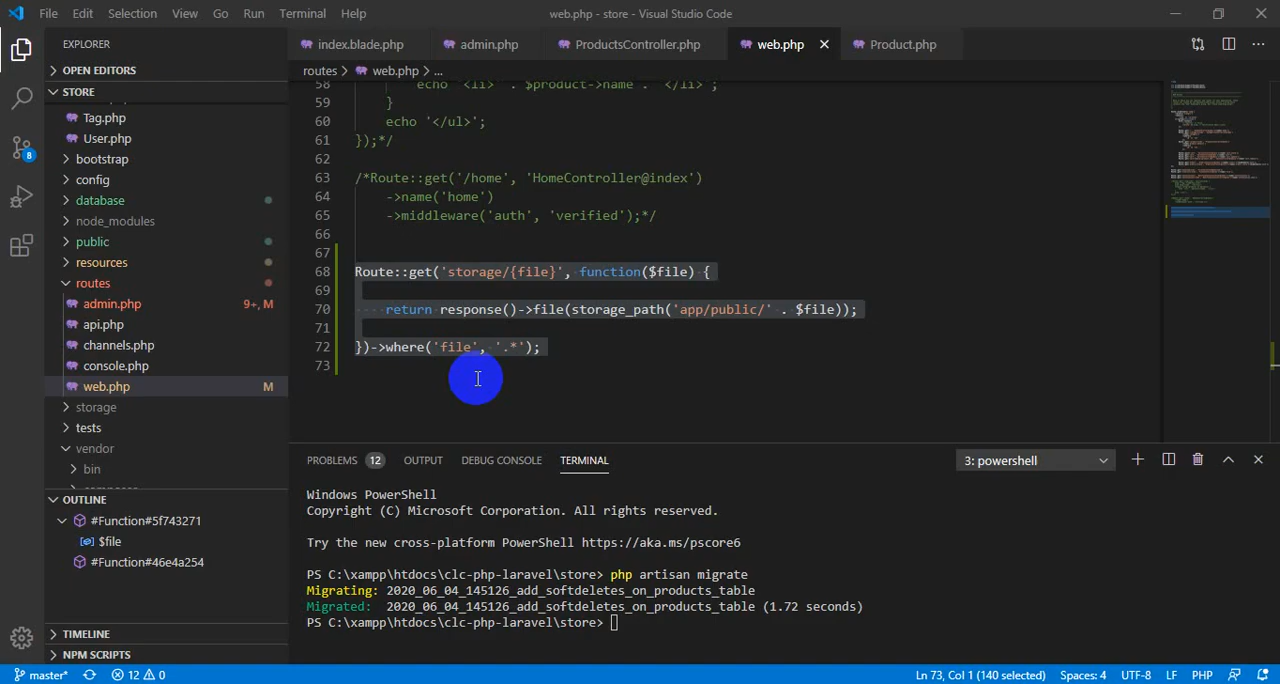 File Edit Selection View Go Run Terminal Help
web.php - store - Visual Studio Code
EXPLORER
index.blade.php
admin.php
ProductsController.php
web.php
Product.php
OPEN EDITORS
routes > web.php > ...
STORE
Tag.php
User.php
bootstrap
config
database
node_modules
public
resources
routes
admin.php 9+, M
api.php
channels.php
console.php
web.php M
storage
tests
vendor
bin
8
58 echo '<li>' . $product->name . '</li>';
59 }
60 echo '</ul>';
61 });*/
62
63 /*Route::get('/home', 'HomeController@index')
64 ->name('home')
65 ->middleware('auth', 'verified');*/
66
67
68 Route::get('storage/{file}', function($file) {
69
70 return response()->file(storage_path('app/public/' . $file));
71
72 })->where('file', '.*');
73
OUTLINE
#Function#5f743271
$file
#Function#46e4a254
TIMELINE
NPM SCRIPTS
PROBLEMS 12 OUTPUT DEBUG CONSOLE TERMINAL
3: powershell
Windows PowerShell
Copyright (C) Microsoft Corporation. All rights reserved.
Try the new cross-platform PowerShell https://aka.ms/pscore6
PS C:\xampp\htdocs\clc-php-laravel\store> php artisan migrate
Migrating: 2020_06_04_145126_add_softdeletes_on_products_table
Migrated: 2020_06_04_145126_add_softdeletes_on_products_table (1.72 seconds)
PS C:\xampp\htdocs\clc-php-laravel\store>
master* 12 0
Ln 73, Col 1 (140 selected) Spaces: 4 UTF-8 LF PHP